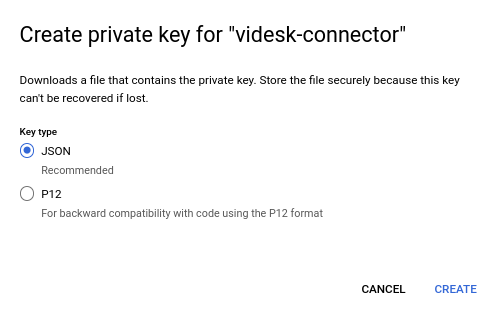 Create private key for "videsk-connector"
Downloads a file that contains the private key. Store the file securely because this key
can't be recovered if lost.
Key type
JSON
Recommended
P12
For backward compatibility with code using the P12 format
CANCEL CREATE